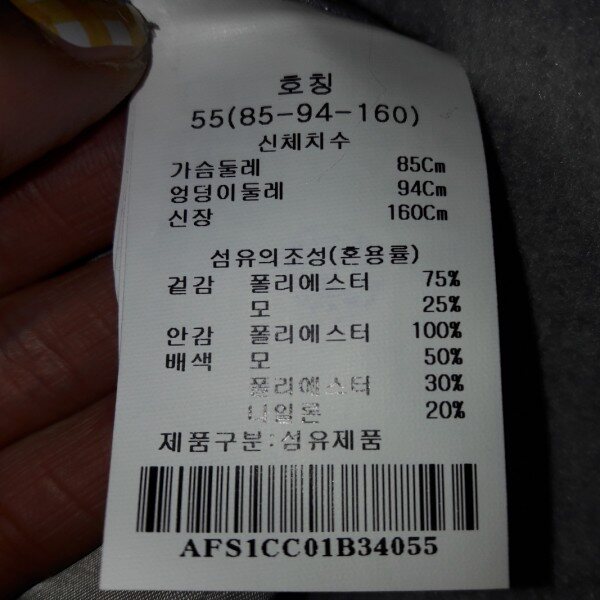 호칭
55(85-94-160)
신체치수
가슴둘레 85Cm
엉덩이둘레 94Cm
신장 160Cm
섬유의조성(혼용률)
겉감 폴리에스터 75%
모 25%
안감 폴리에스터 100%
배색 모 50%
폴리에스터 30%
나일론 20%
제품구분:섬유제품
AFS1CC01B34055